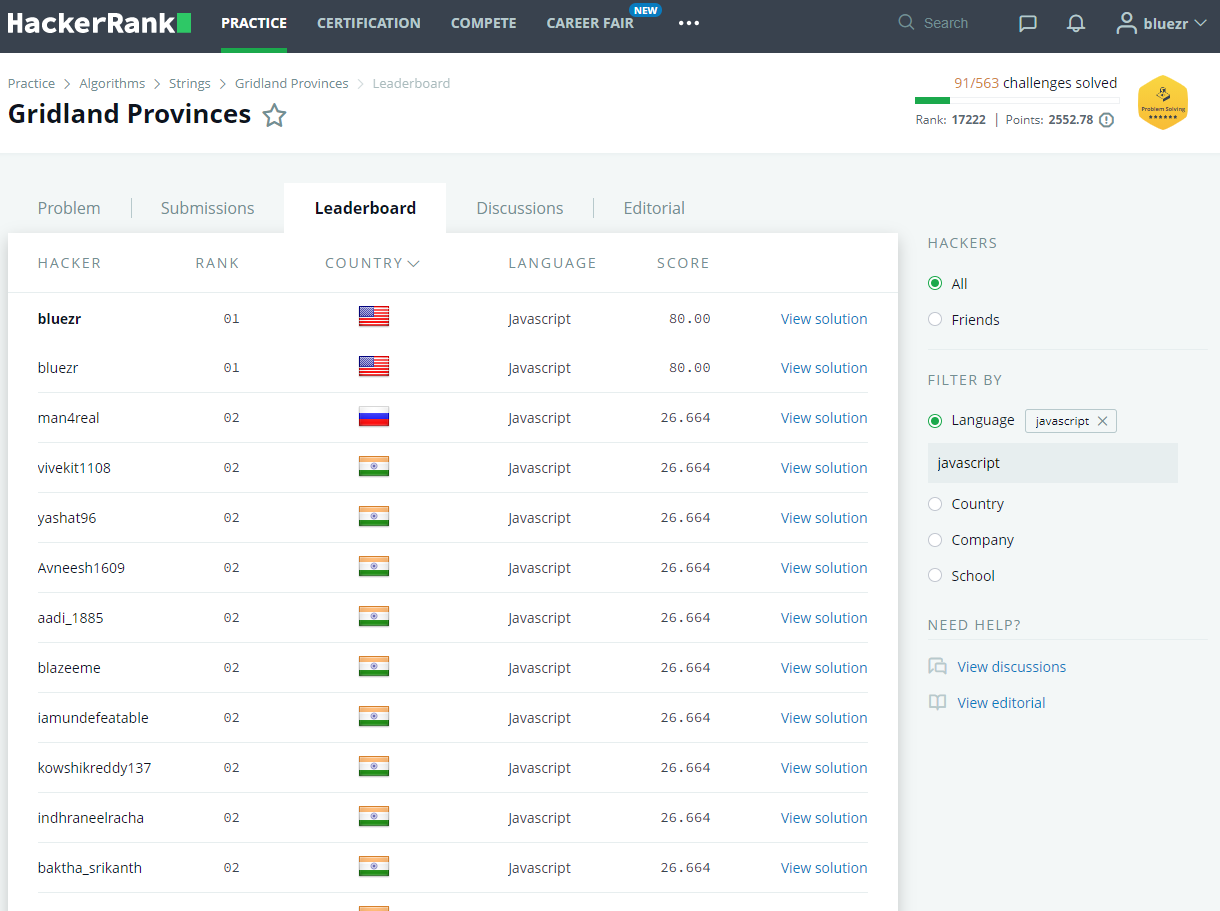 HackerRank PRACTICE CERTIFICATION COMPETE CAREER FAIR NEW ••• Search bluezr
Practice > Algorithms > Strings > Gridland Provinces > Leaderboard
Gridland Provinces
91/563 challenges solved
Rank: 17222 | Points: 2552.78
Problem Solving
Problem Submissions Leaderboard Discussions Editorial
HACKER RANK COUNTRY LANGUAGE SCORE
bluezr 01 Javascript 80.00 View solution
bluezr 01 Javascript 80.00 View solution
man4real 02 Javascript 26.664 View solution
vivekit1108 02 Javascript 26.664 View solution
yashat96 02 Javascript 26.664 View solution
Avneesh1609 02 Javascript 26.664 View solution
aadi_1885 02 Javascript 26.664 View solution
blazeeme 02 Javascript 26.664 View solution
iamundefeatable 02 Javascript 26.664 View solution
kowshikreddy137 02 Javascript 26.664 View solution
indhraneelracha 02 Javascript 26.664 View solution
baktha_srikanth 02 Javascript 26.664 View solution
HACKERS
All
Friends
FILTER BY
Language javascript
javascript
Country
Company
School
NEED HELP?
View discussions
View editorial